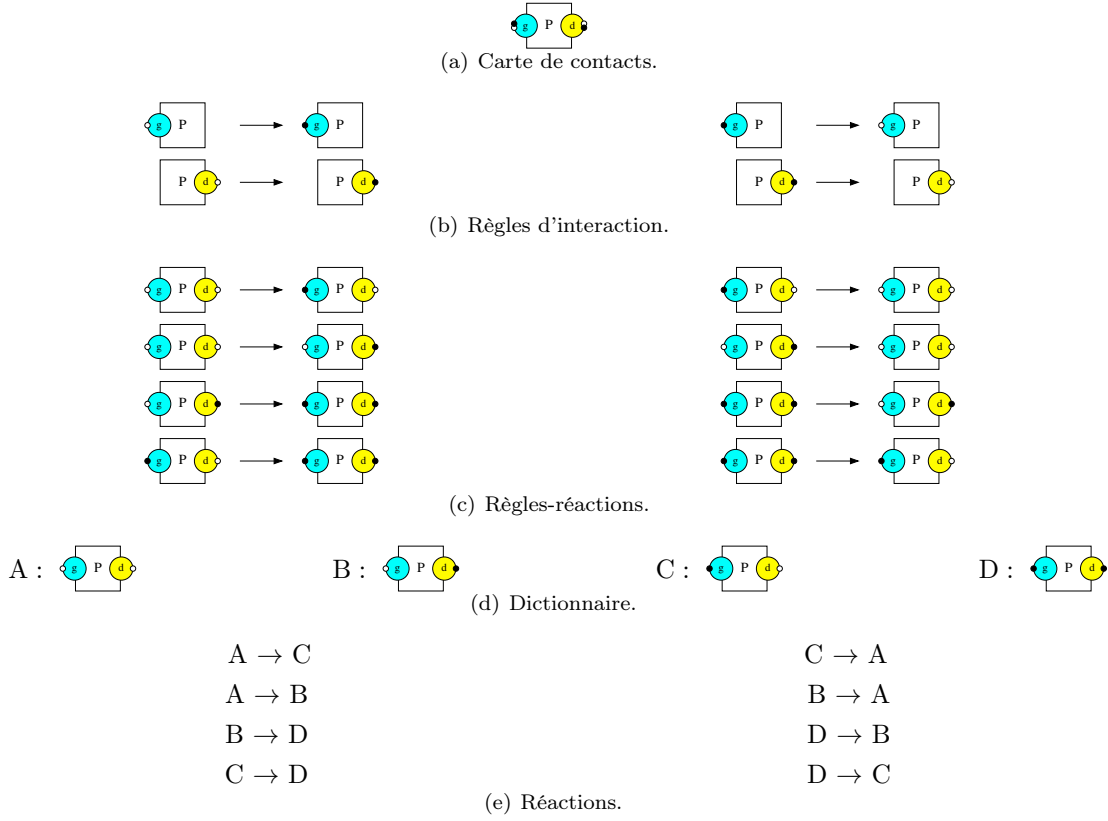 g P d
(a) Carte de contacts.
g P g P g P g P
P d P d P d P d
(b) Règles d'interaction.
g P d g P d g P d g P d
g P d g P d g P d g P d
g P d g P d g P d g P d
g P d g P d g P d g P d
(c) Règles-réactions.
A : g P d B : g P d C : g P d D : g P d
(d) Dictionnaire.
A → C C → A
A → B B → A
B → D D → B
C → D D → C
(e) Réactions.